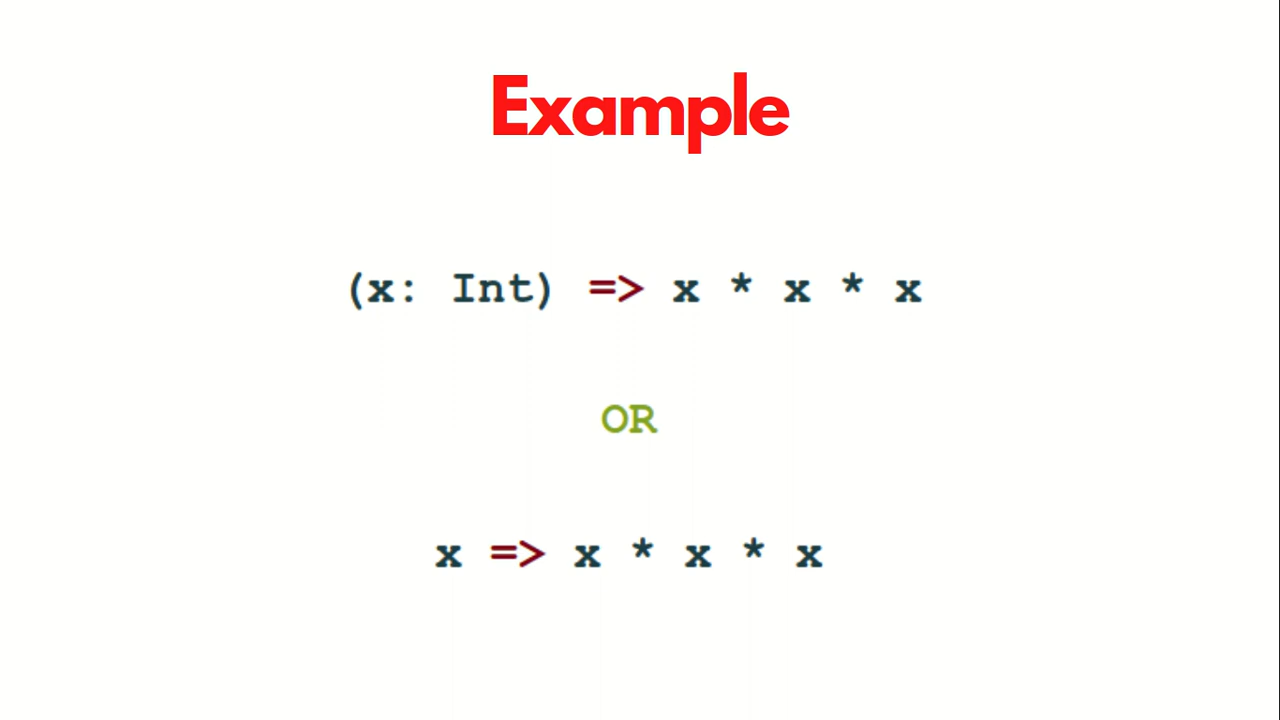 Example
(x: Int) => x * x * x
OR
x => x * x * x